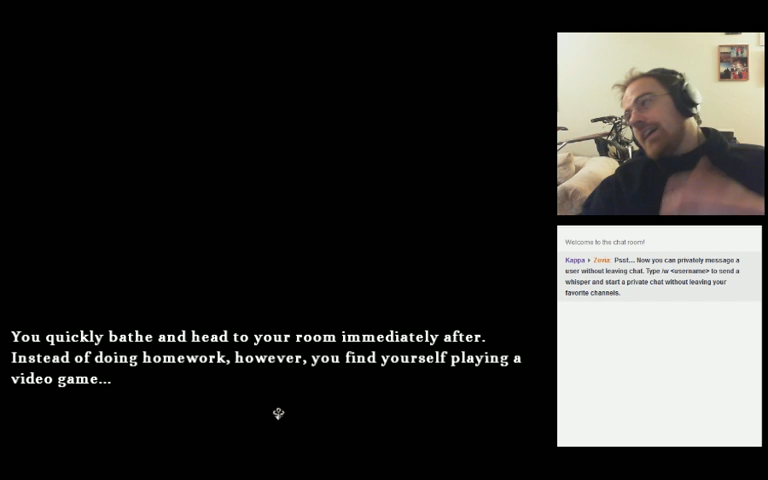 You quickly bathe and head to your room immediately after.
Instead of doing homework, however, you find yourself playing a
video game...
Welcome to the chat room!
Kappa ▸ Zevia: Psst... Now you can privately message a
user without leaving chat. Type /w <username> to send a
whisper and start a private chat without leaving your
favorite channels.